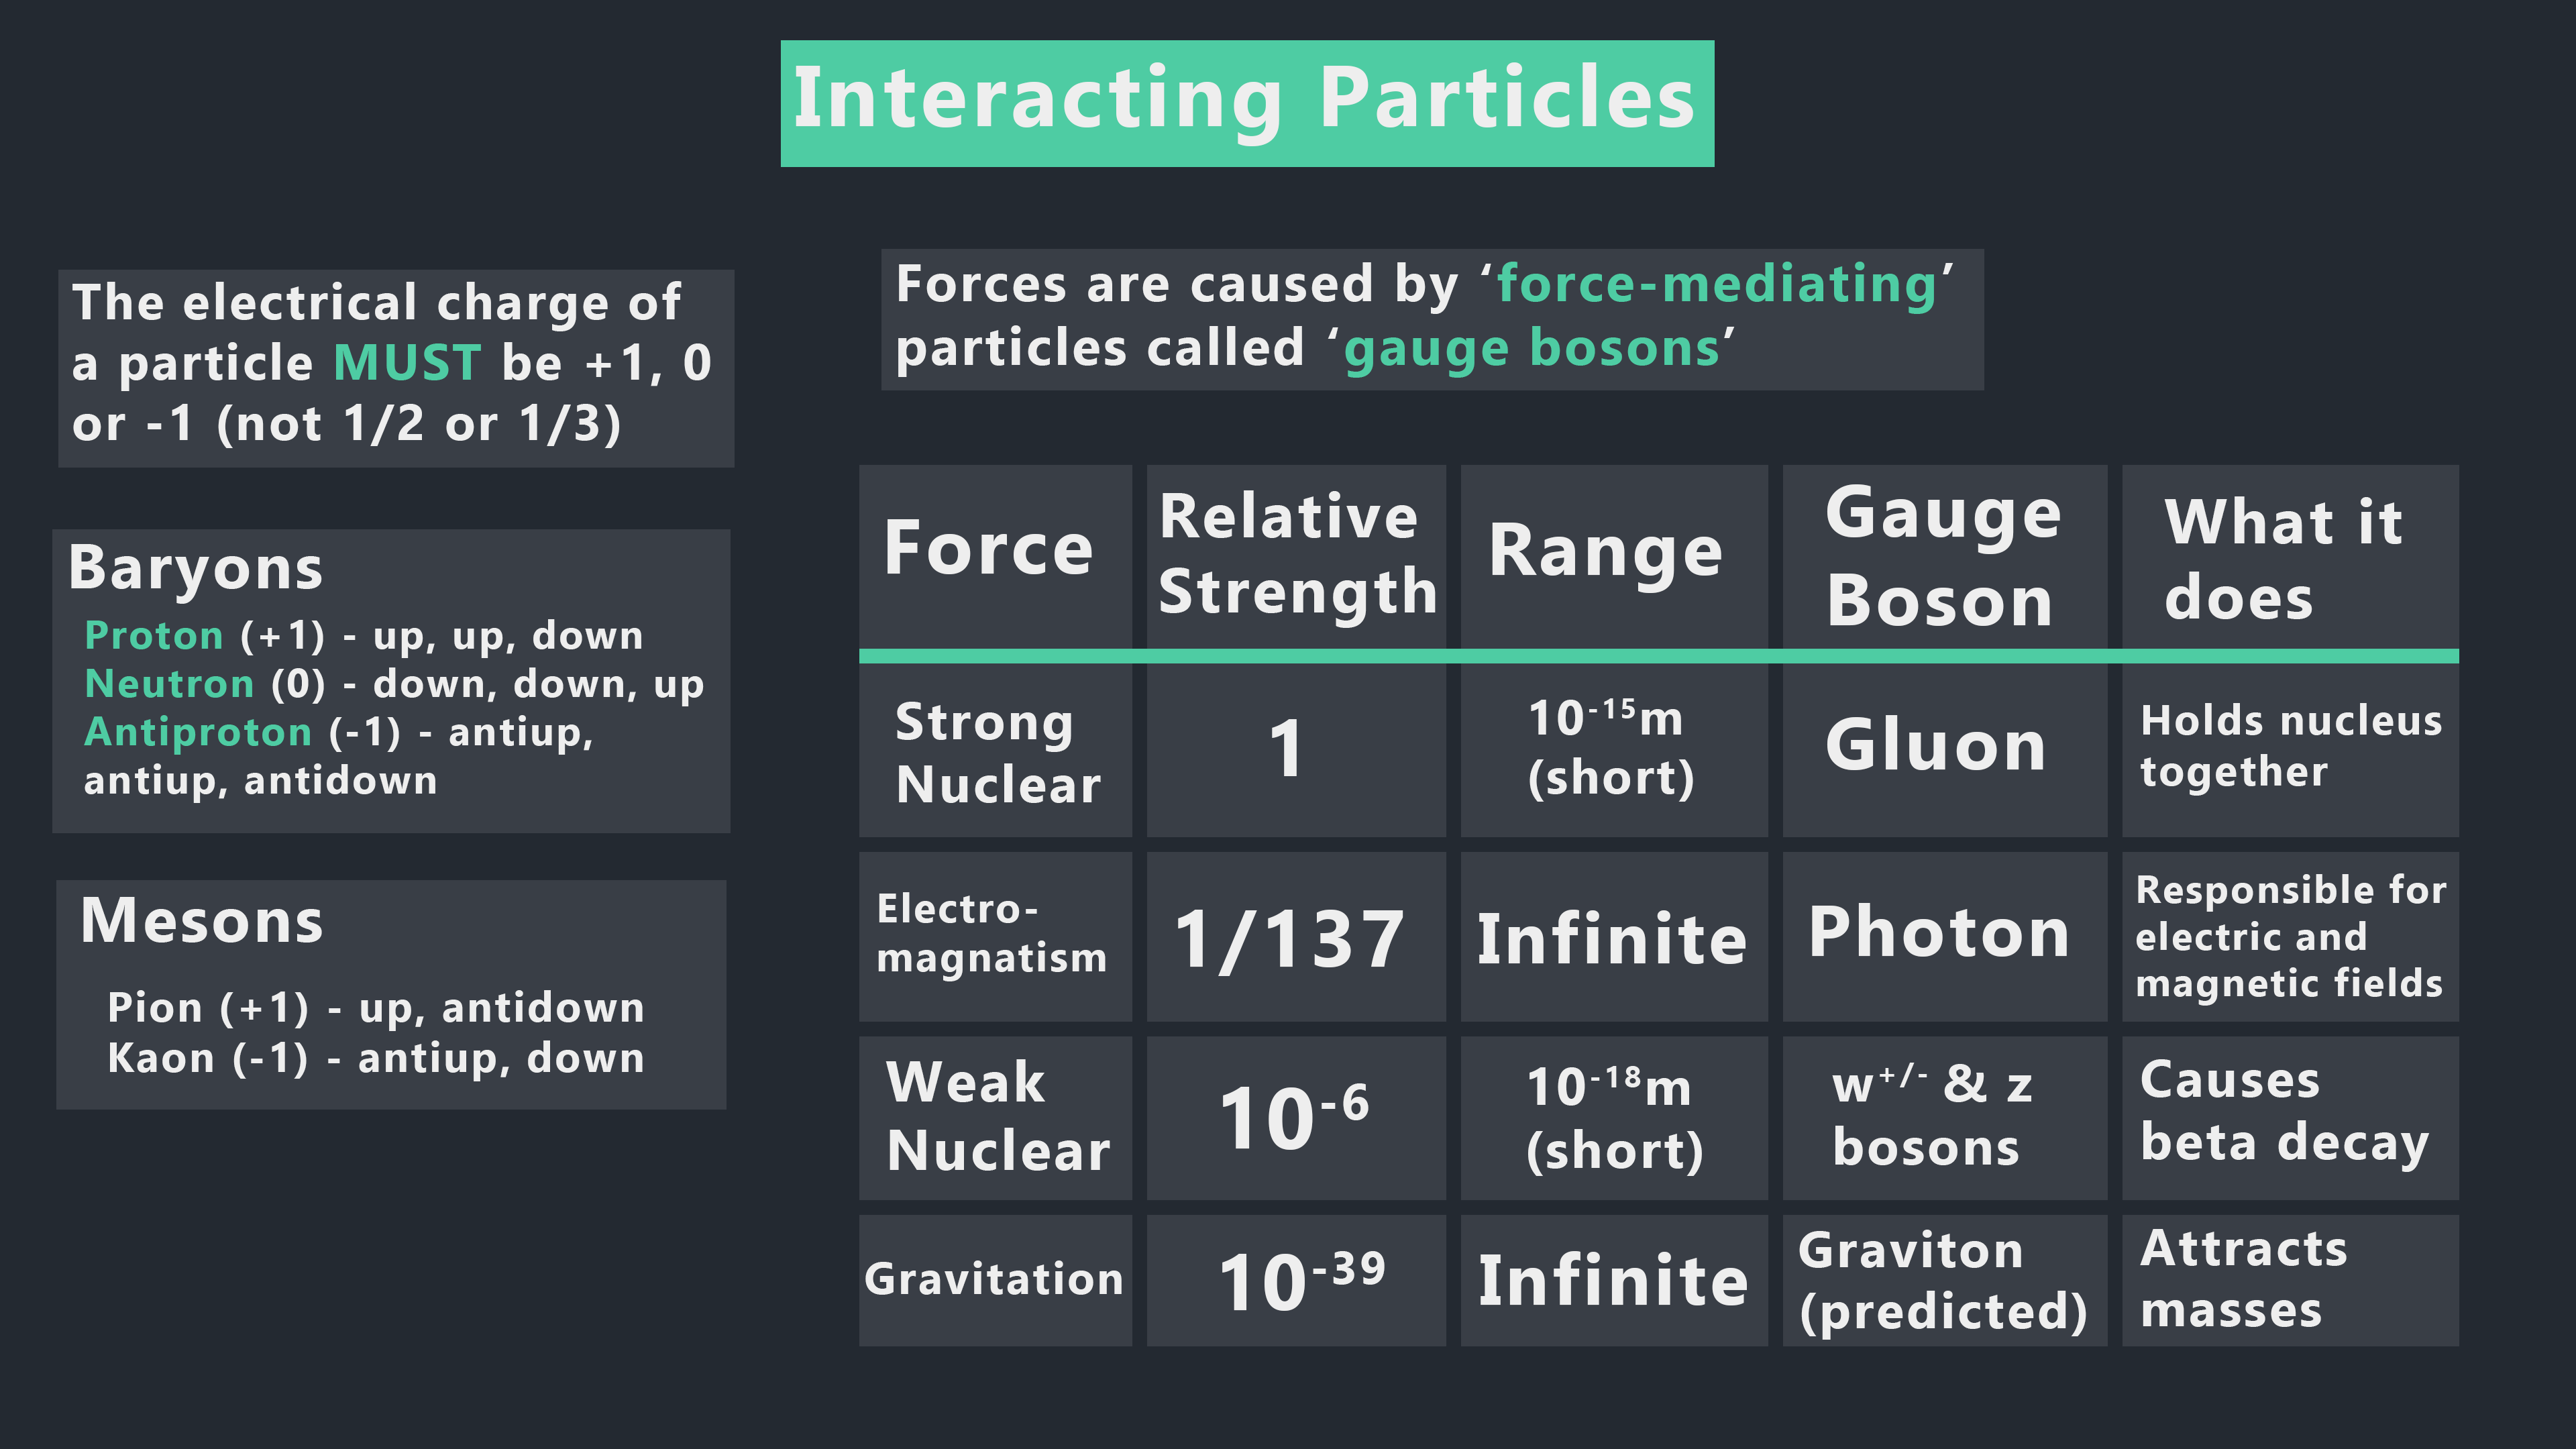 Interacting Particles
The electrical charge of
a particle MUST be +1, 0
or -1 (not 1/2 or 1/3)
Baryons
Proton (+1) - up, up, down
Neutron (0) - down, down, up
Antiproton (-1) - antiup,
antiup, antidown
Mesons
Pion (+1) - up, antidown
Kaon (-1) - antiup, down
Forces are caused by ‘force-mediating’
particles called ‘gauge bosons’
Force
Relative
Strength
Range
Gauge
Boson
What it
does
Strong
Nuclear
1
10⁻¹⁵m
(short)
Gluon
Holds nucleus
together
Electro-
magnatism
1/137
Infinite
Photon
Responsible for
electric and
magnetic fields
Weak
Nuclear
10⁻⁶
10⁻¹⁸m
(short)
w⁺/⁻ & z
bosons
Causes
beta decay
Gravitation
10⁻³⁹
Infinite
Graviton
(predicted)
Attracts
masses